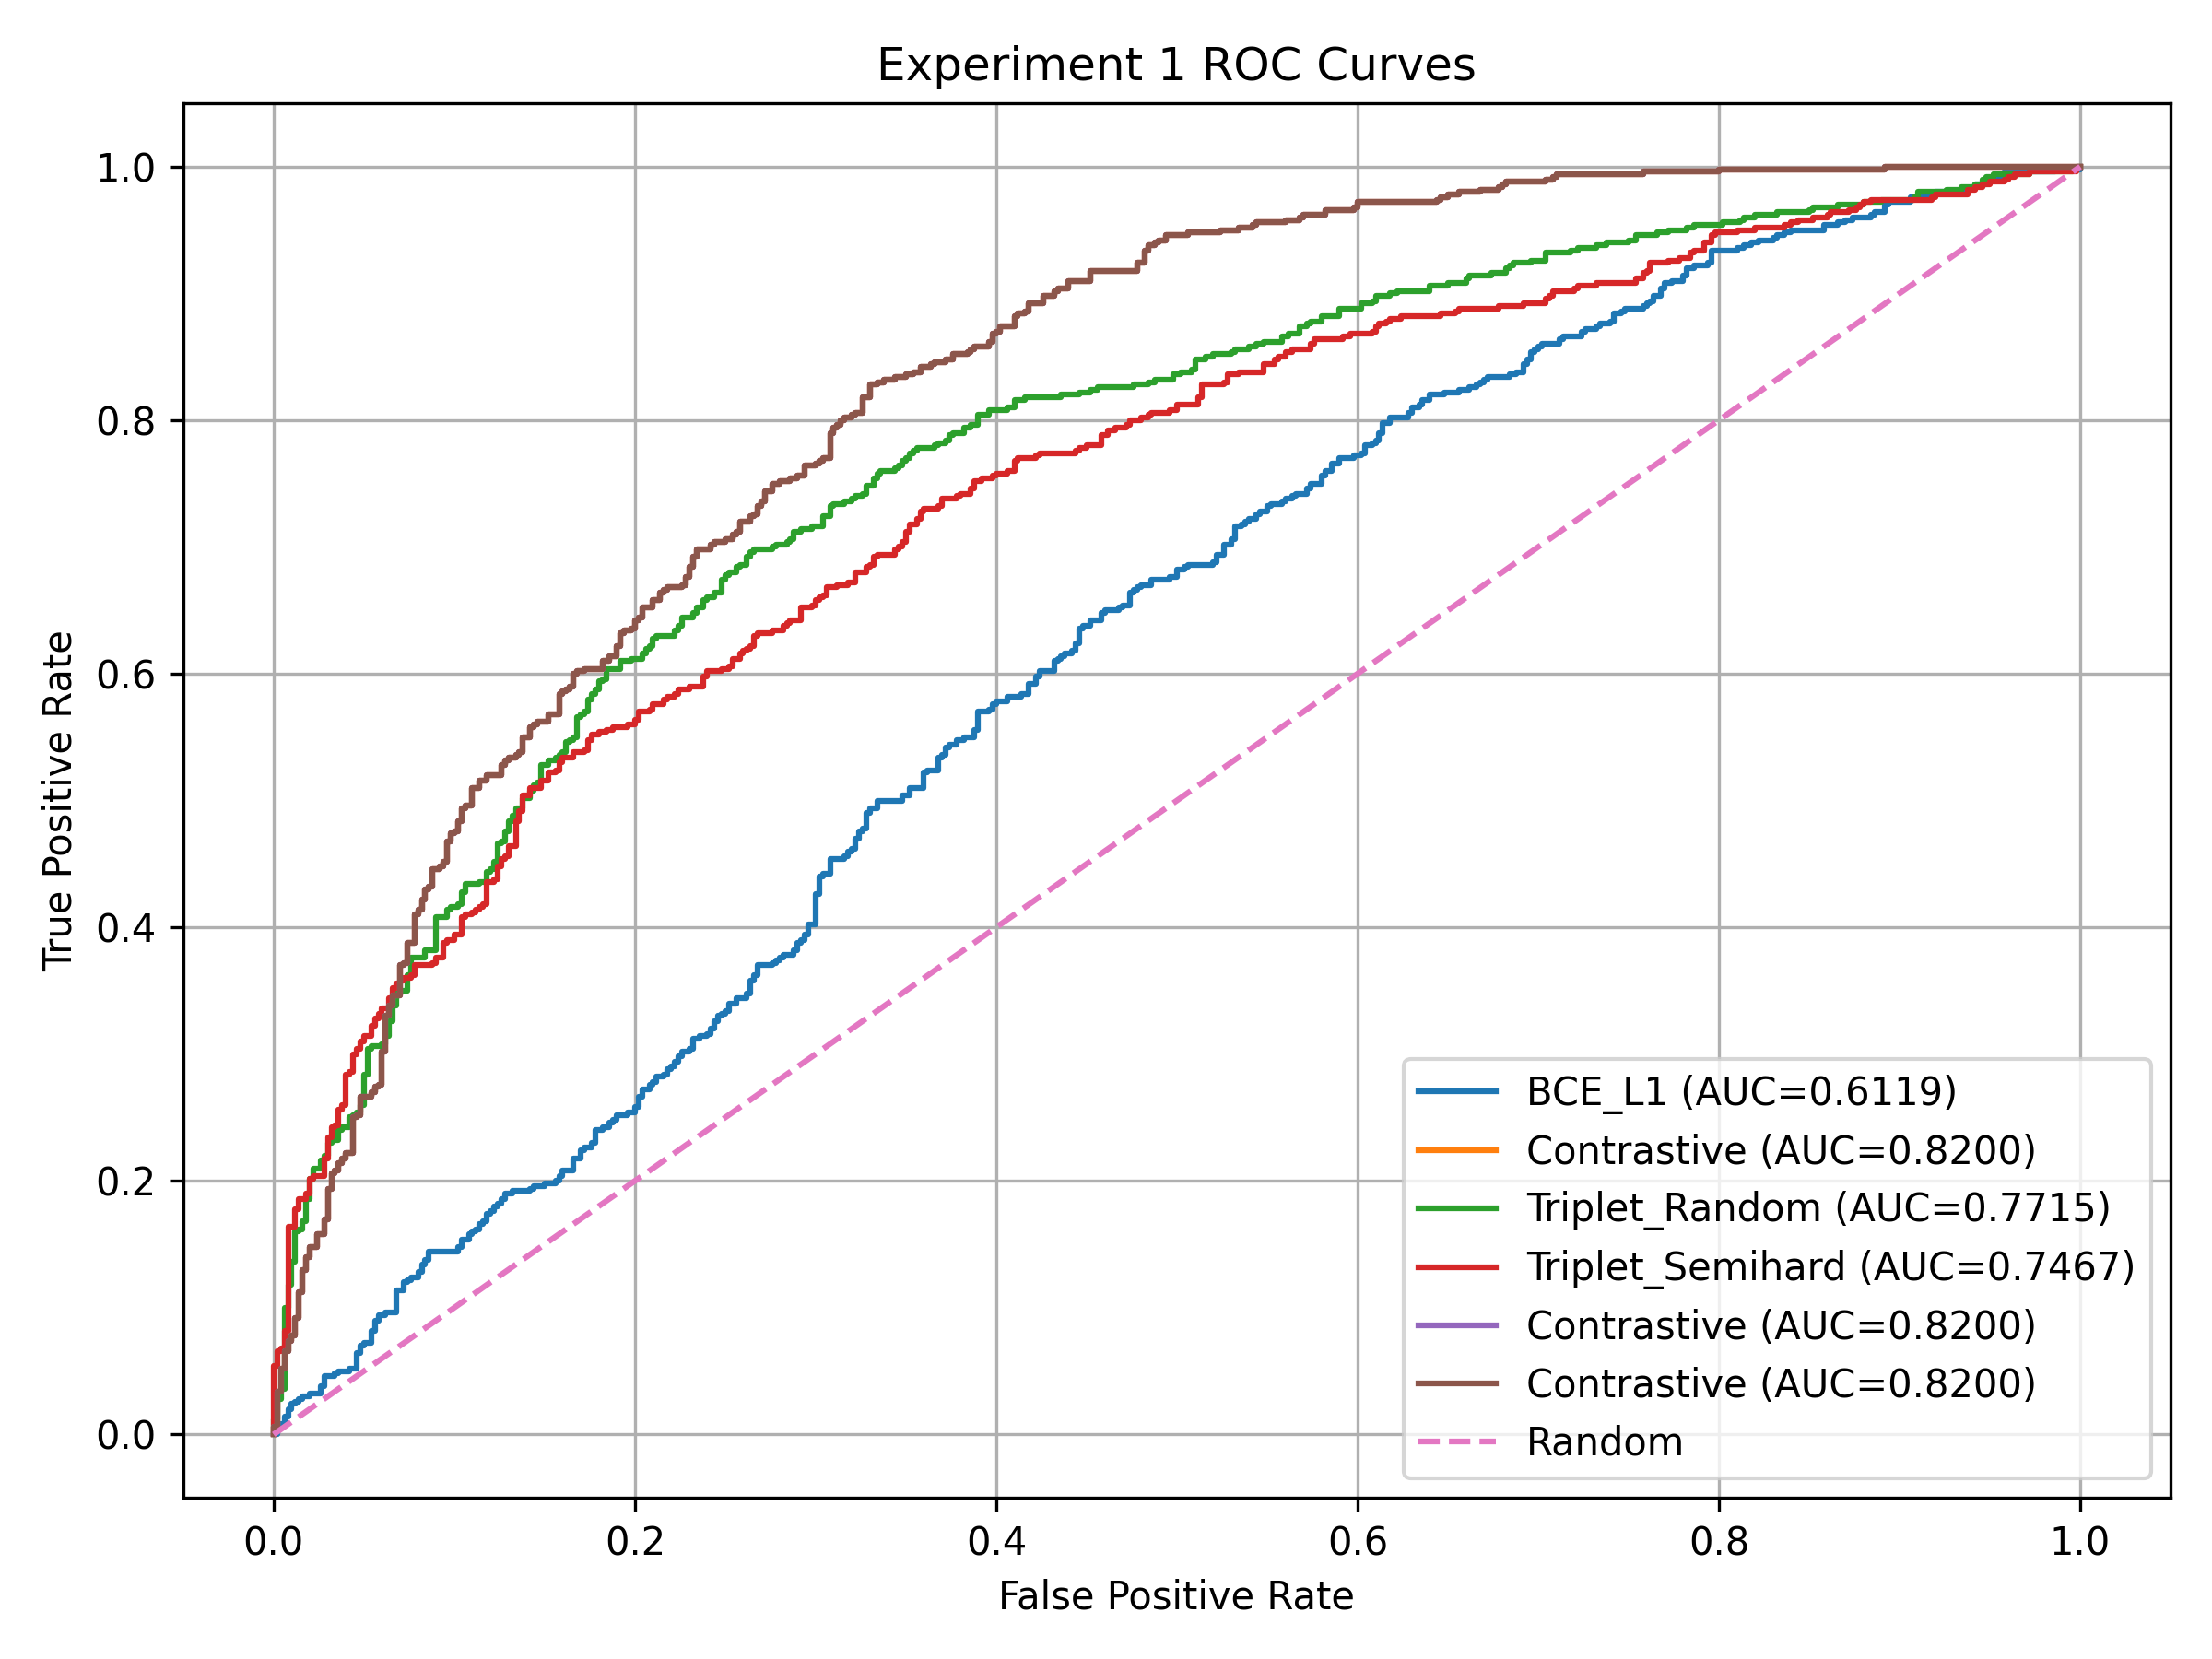 Experiment 1 ROC Curves
1.0
0.8
0.6
0.4
0.2
0.0
True Positive Rate
BCE_L1 (AUC=0.6119)
Contrastive (AUC=0.8200)
Triplet_Random (AUC=0.7715)
Triplet_Semihard (AUC=0.7467)
Contrastive (AUC=0.8200)
Contrastive (AUC=0.8200)
Random
0.0 0.2 0.4 0.6 0.8 1.0
False Positive Rate